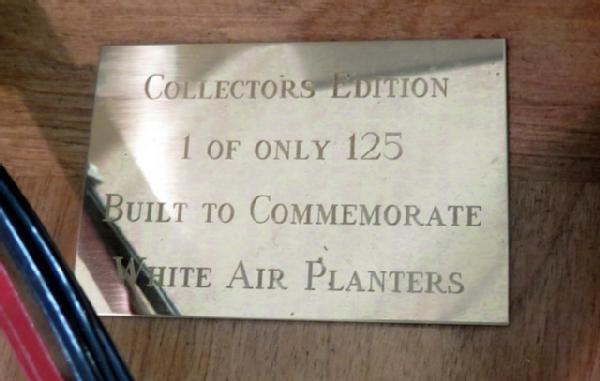 COLLECTORS EDITION
1 OF ONLY 125
BUILT TO COMMEMORATE
WHITE AIR PLANTERS